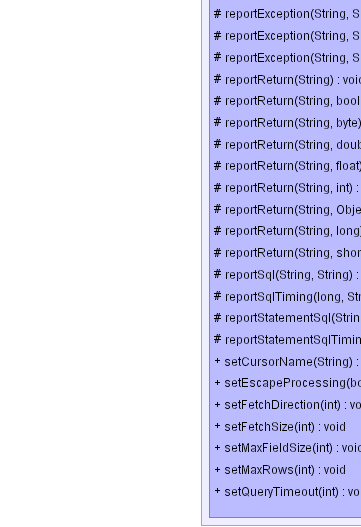 # reportException(String, S
# reportException(String, S
# reportException(String, S
# reportReturn(String) : void
# reportReturn(String, bool
# reportReturn(String, byte)
# reportReturn(String, doub
# reportReturn(String, float)
# reportReturn(String, int) :
# reportReturn(String, Obje
# reportReturn(String, long)
# reportReturn(String, shor
# reportSql(String, String) :
# reportSqlTiming(long, Str
# reportStatementSql(Strin
# reportStatementSqlTimin
+ setCursorName(String) :
+ setEscapeProcessing(bo
+ setFetchDirection(int) : vo
+ setFetchSize(int) : void
+ setMaxFieldSize(int) : void
+ setMaxRows(int) : void
+ setQueryTimeout(int) : vo